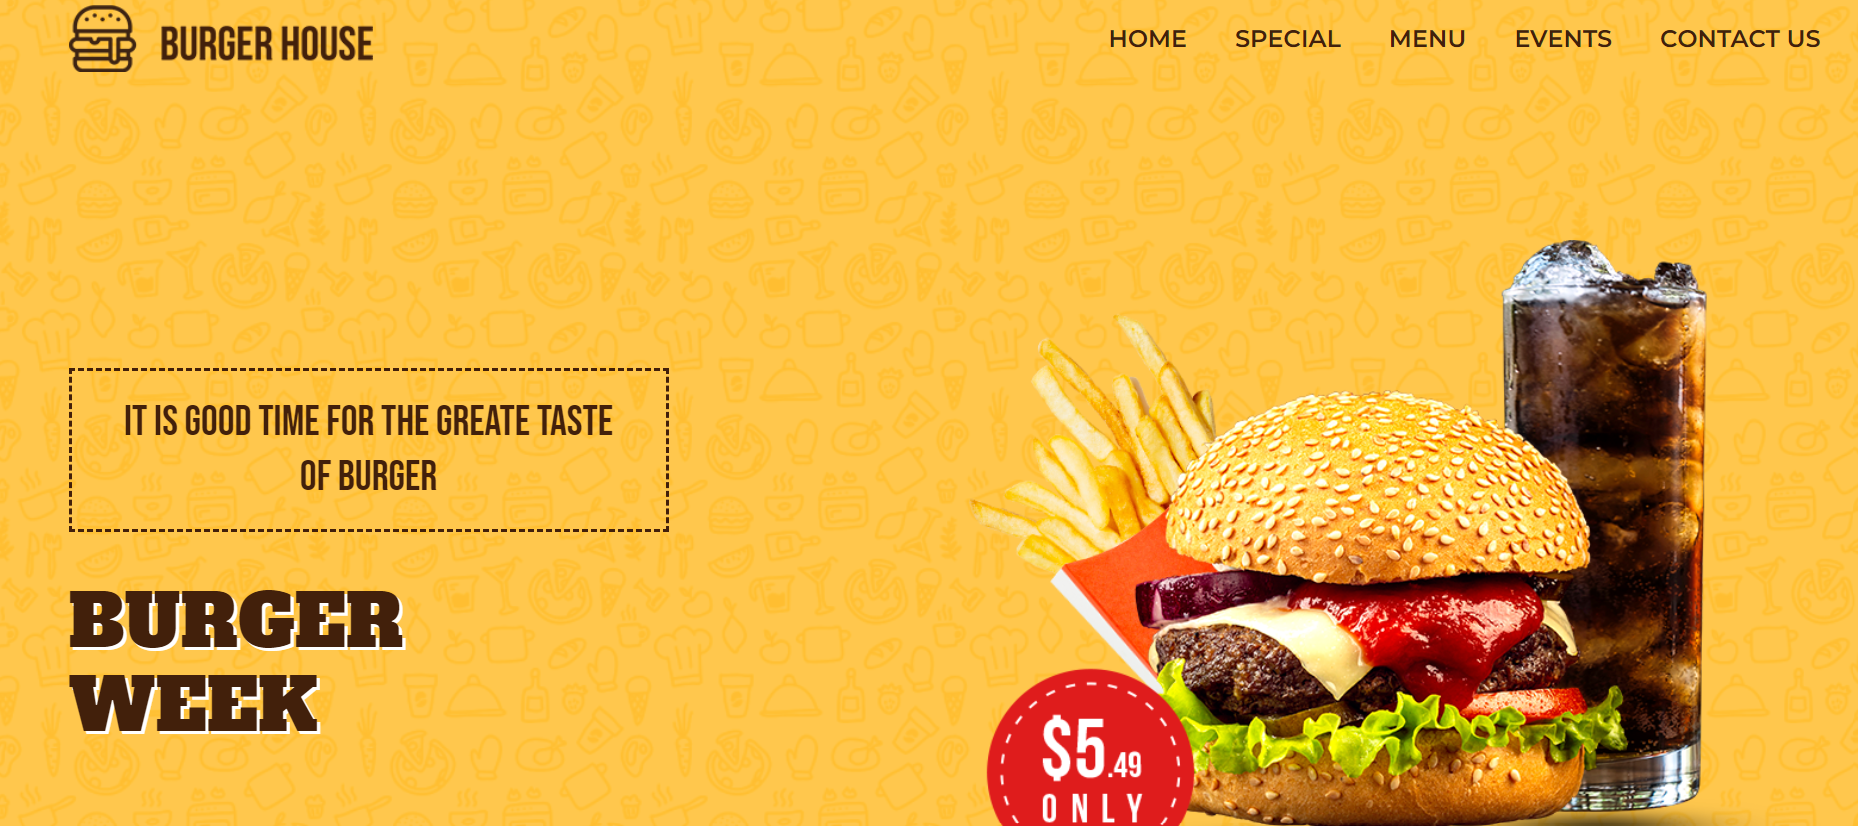 BURGER HOUSE
HOME SPECIAL MENU EVENTS CONTACT US
IT IS GOOD TIME FOR THE GREATE TASTE
OF BURGER
BURGER
WEEK
$5.49
ONLY